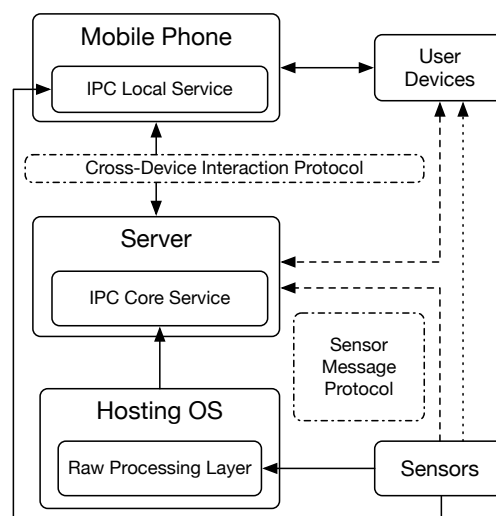 Mobile Phone
IPC Local Service
User
Devices
Cross-Device Interaction Protocol
Server
IPC Core Service
Sensor
Message
Protocol
Hosting OS
Raw Processing Layer
Sensors